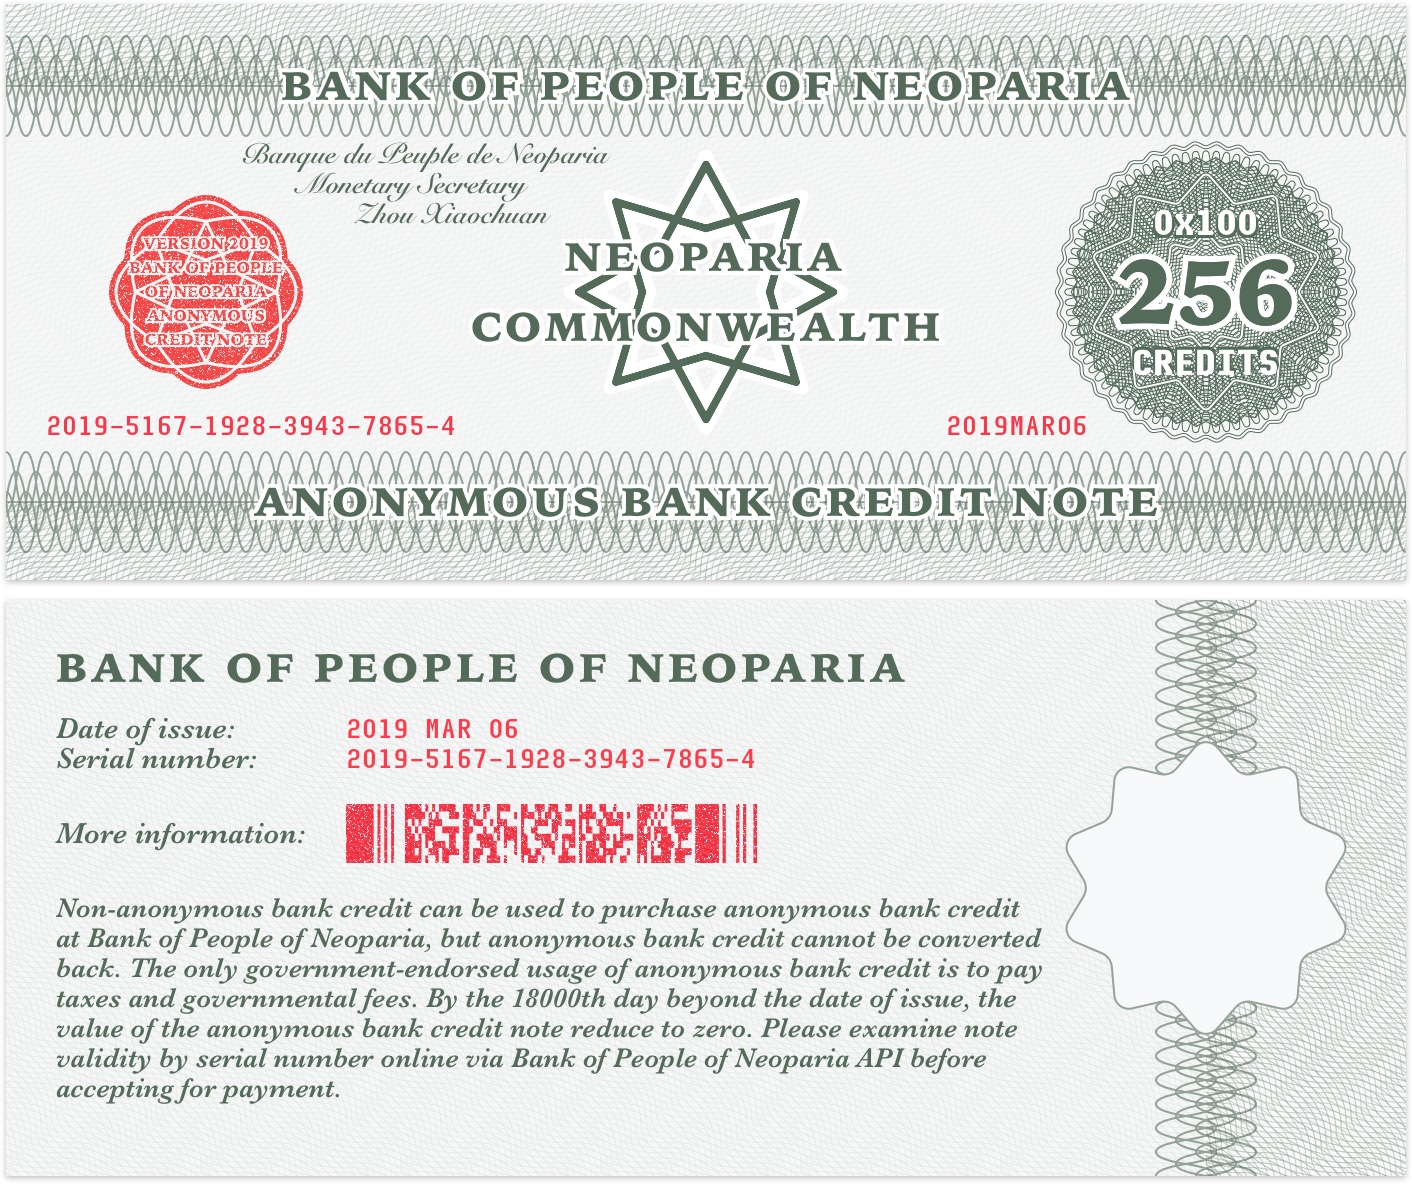 BANK OF PEOPLE OF NEOPARIA
Banque du Peuple de Neoparia
Monetary Secretary
Zhou Xiaochuan
VERSION 2019
BANK OF PEOPLE
OF NEOPARIA
ANONYMOUS
CREDIT NOTE
NEOPARIA
COMMONWEALTH
0X100
256
CREDITS
2019-5167-1928-3943-7865-4
2019MAR06
ANONYMOUS BANK CREDIT NOTE
BANK OF PEOPLE OF NEOPARIA
Date of issue: 2019 MAR 06
Serial number: 2019-5167-1928-3943-7865-4
More information:
Non-anonymous bank credit can be used to purchase anonymous bank credit
at Bank of People of Neoparia, but anonymous bank credit cannot be converted
back. The only government-endorsed usage of anonymous bank credit is to pay
taxes and governmental fees. By the 18000th day beyond the date of issue, the
value of the anonymous bank credit note reduce to zero. Please examine note
validity by serial number online via Bank of People of Neoparia API before
accepting for payment.